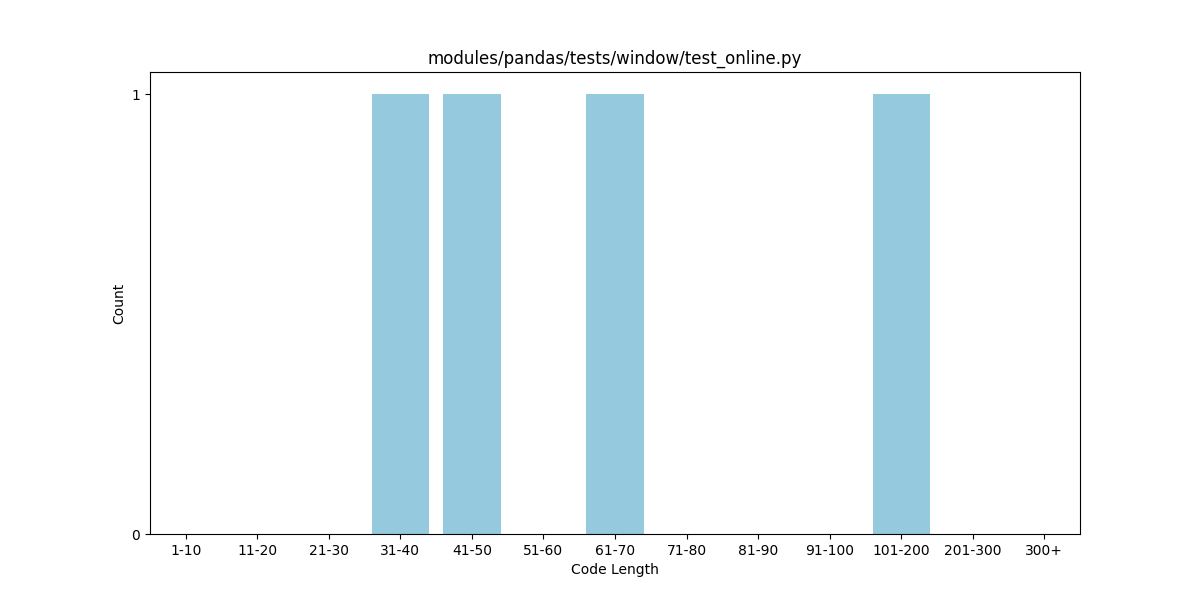 modules/pandas/tests/window/test_online.py
1
Count
0
1-10 11-20 21-30 31-40 41-50 51-60 61-70 71-80 81-90 91-100 101-200 201-300 300+
Code Length